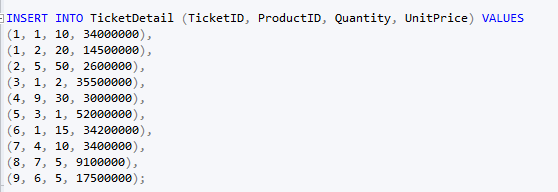 INSERT INTO TicketDetail (TicketID, ProductID, Quantity, UnitPrice) VALUES
(1, 1, 10, 34000000),
(1, 2, 20, 14500000),
(2, 5, 50, 2600000),
(3, 1, 2, 35500000),
(4, 9, 30, 3000000),
(5, 3, 1, 52000000),
(6, 1, 15, 34200000),
(7, 4, 10, 3400000),
(8, 7, 5, 9100000),
(9, 6, 5, 17500000);